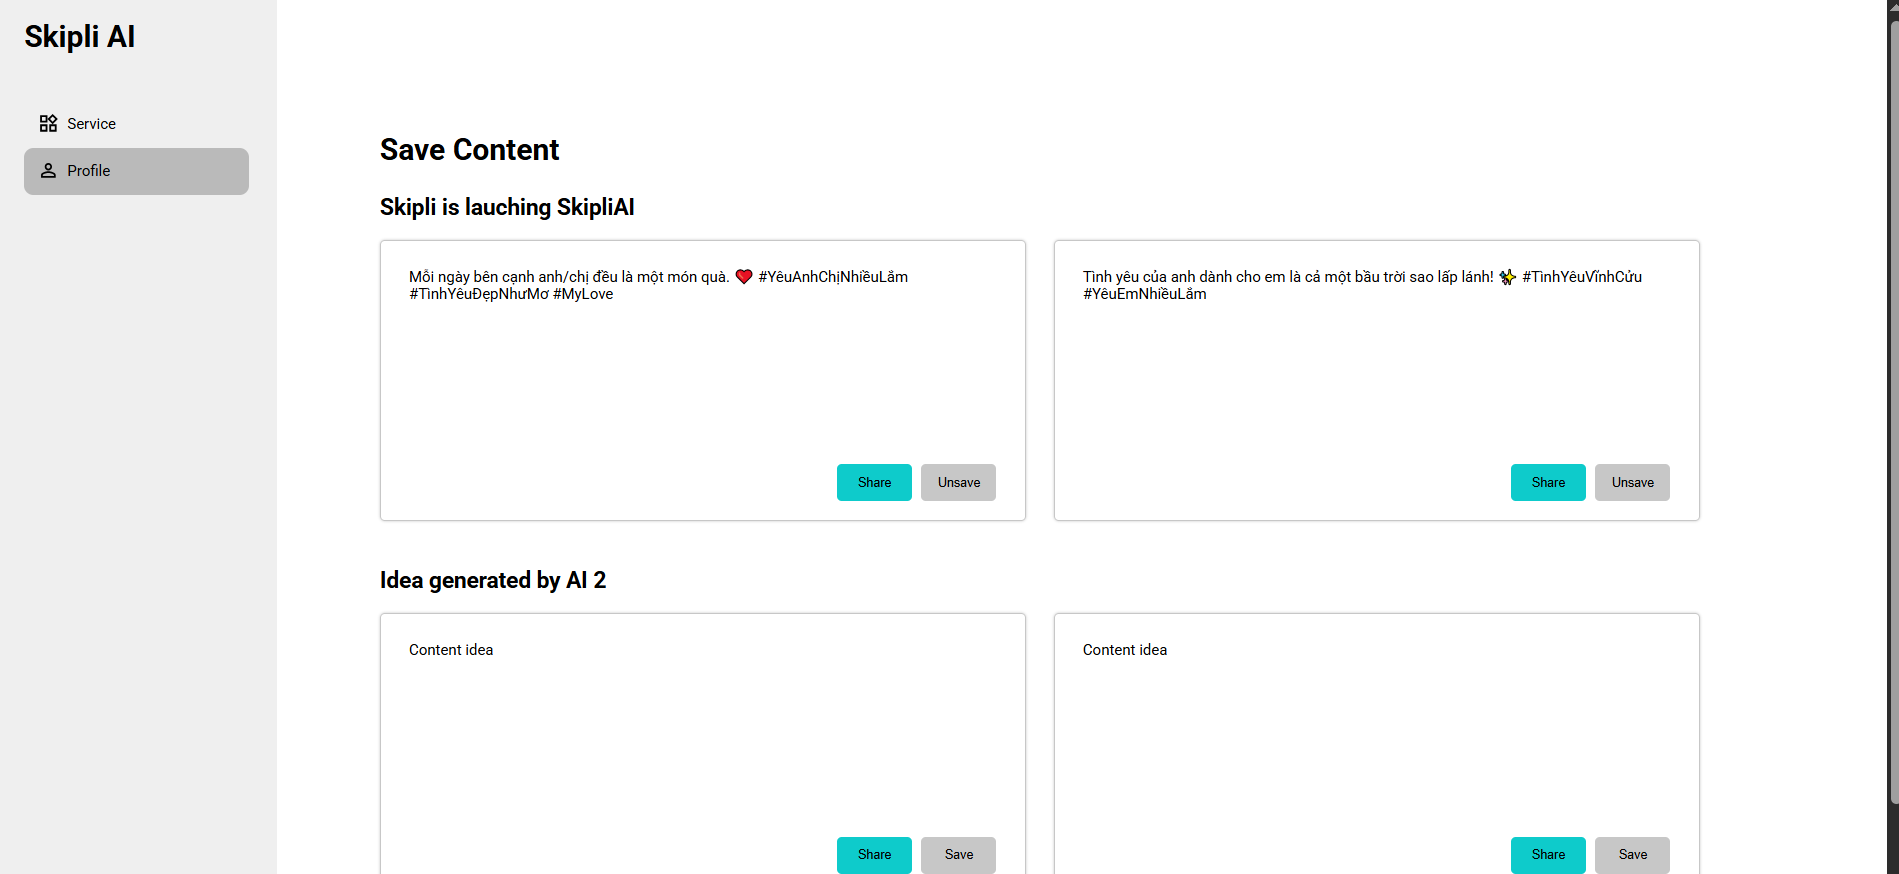 Skipli AI
Service
Profile
Save Content
Skipli is lauching SkipliAI
Mỗi ngày bên cạnh anh/chị đều là một món quà. ❤️ #YêuAnhChịNhiềuLắm
#TìnhYêuĐẹpNhưMơ #MyLove
Share
Unsave
Tình yêu của anh dành cho em là cả một bầu trời sao lấp lánh! ✨ #TìnhYêuVĩnhCửu
#YêuEmNhiềuLắm
Share
Unsave
Idea generated by AI 2
Content idea
Share
Save
Content idea
Share
Save